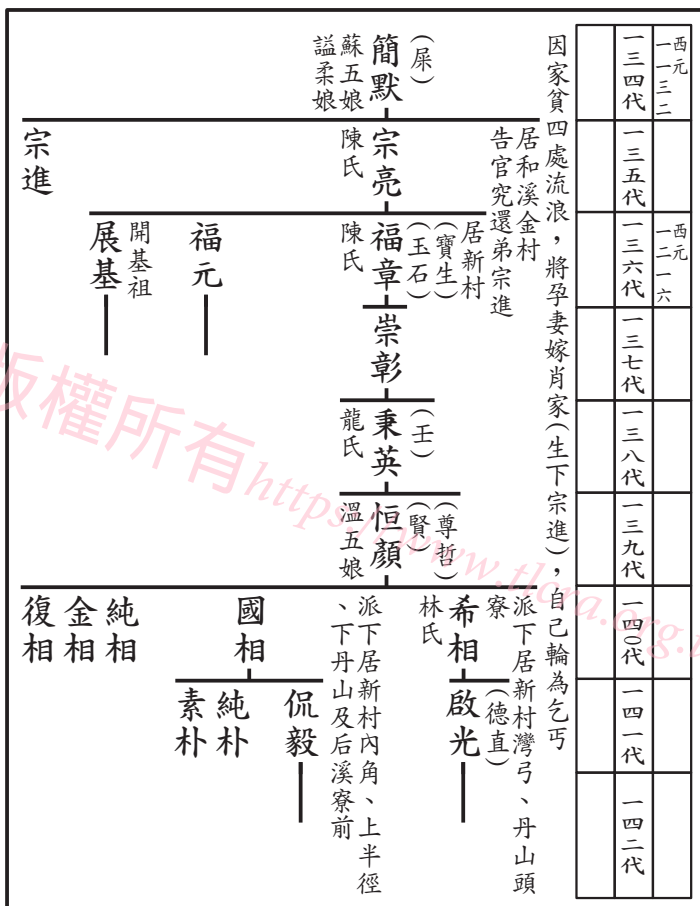 西元
一一三二
西元
一二一六
一三四代
一三五代
一三六代
一三七代
一三八代
一三九代
一四〇代
一四一代
一四二代
因家貧四處流浪，將孕妻嫁肖家(生下宗進)，自己輪為乞丐
(屎)
簡默
蘇五娘
謚柔娘
居和溪金村
告官究還弟宗進
宗亮
陳氏
宗進
居新村
(寶生)
(玉石)
福章
陳氏
福元
開基祖
展基
崇彰
(壬)
秉英
龍氏
(尊哲)
(賢)
恒顏
溫五娘
派下居新村灣弓、丹山頭
寮
希相
林氏
派下居新村內角、上半徑
、下丹山及后溪寮前
國相
純相
金相
復相
(德直)
啟光
侃毅
純朴
素朴
版權所有https://www.tlcra.org.t